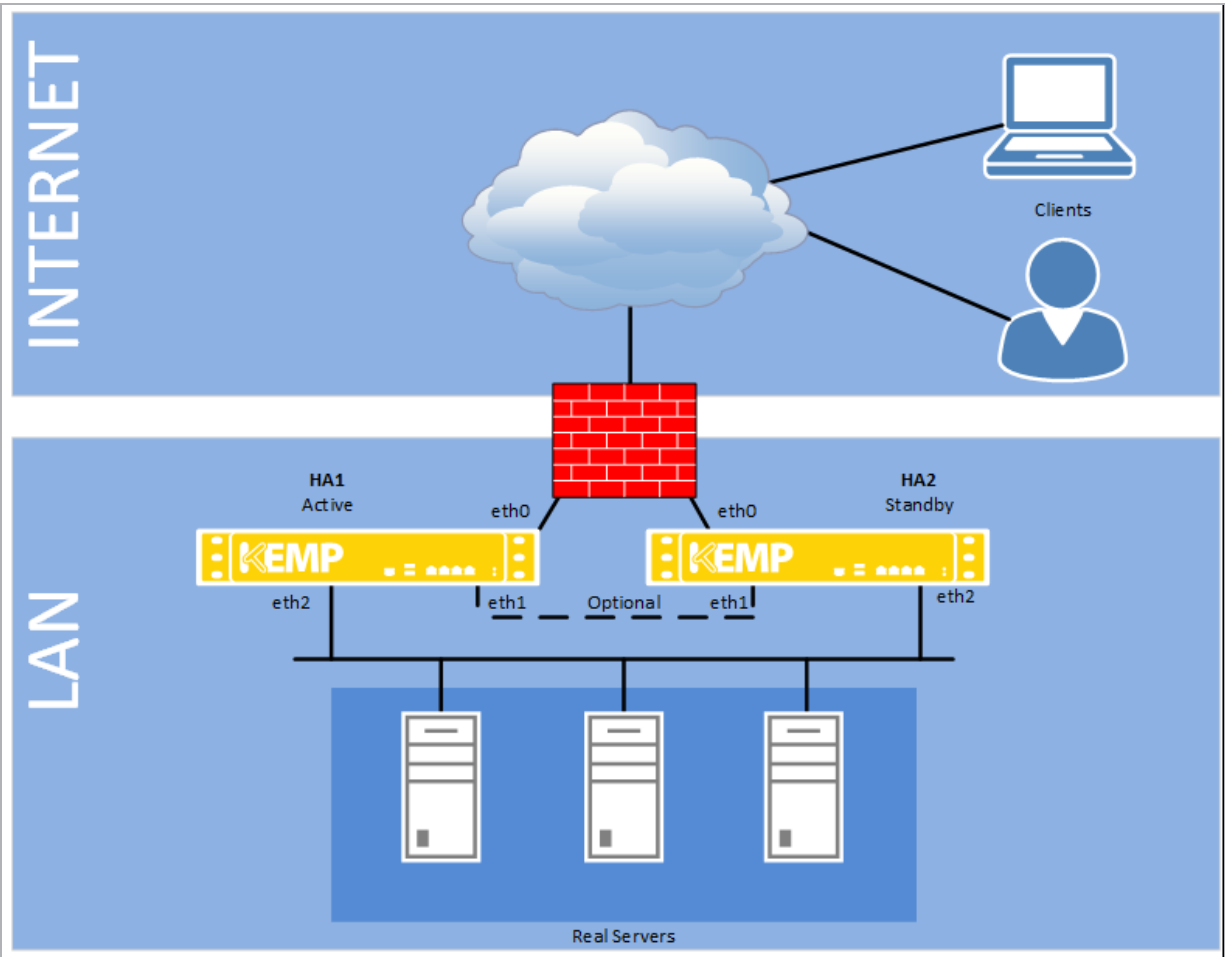 INTERNET
Clients
HA1
Active
HA2
Standby
eth0
eth0
KEMP
KEMP
eth2
eth1
Optional
eth1
eth2
LAN
Real Servers